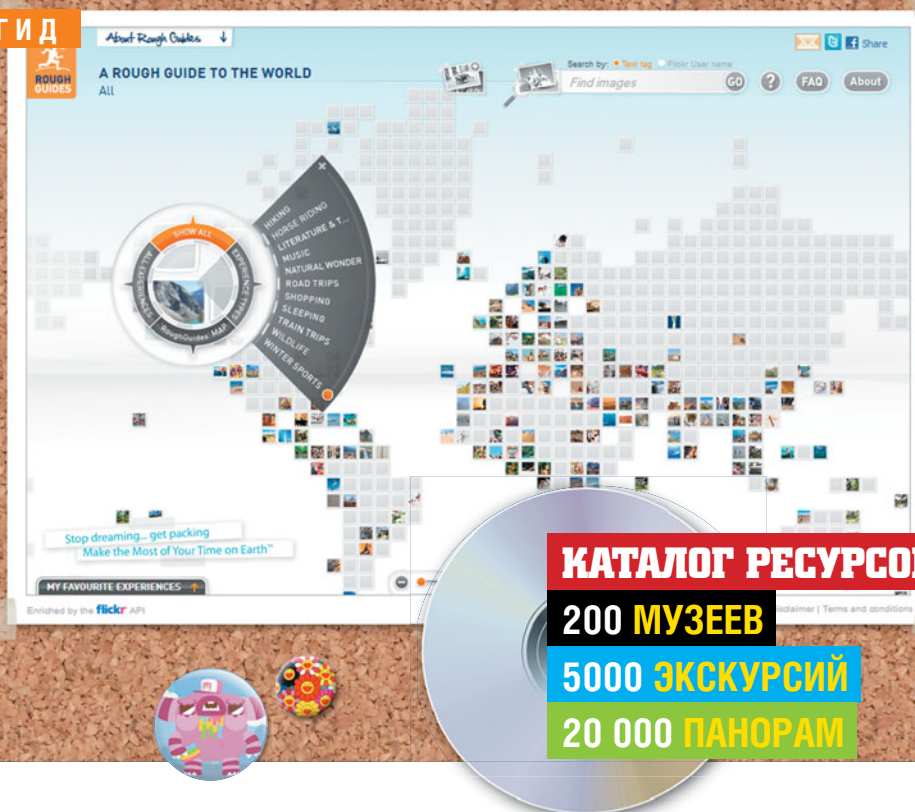 ГИД
About Rough Guides ↓
Share
ROUGH
GUIDES
A ROUGH GUIDE TO THE WORLD
All
Search by: Text tag Flickr User name
Find images
GO
?
FAQ
About
HIKING
HORSE RIDING
LITERATURE & T...
MUSIC
NATURAL WONDER
ROAD TRIPS
SHOPPING
SLEEPING
TRAIN TRIPS
WILDLIFE
WINTER SPORTS
SHOW ALL
ALL EXPERIENCES
EXPERIENCE TYPES
RoughGuides' MAP
Stop dreaming... get packing
Make the Most of Your Time on Earth™
MY FAVOURITE EXPERIENCES
Enriched by the flickr API
isclaimer | Terms and conditions
КАТАЛОГ РЕСУРСОВ
200 МУЗЕЕВ
5000 ЭКСКУРСИЙ
20 000 ПАНОРАМ